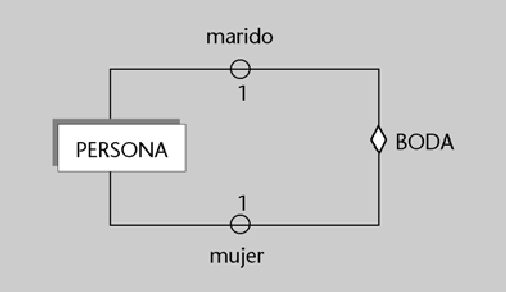 marido
1
PERSONA
BODA
1
mujer